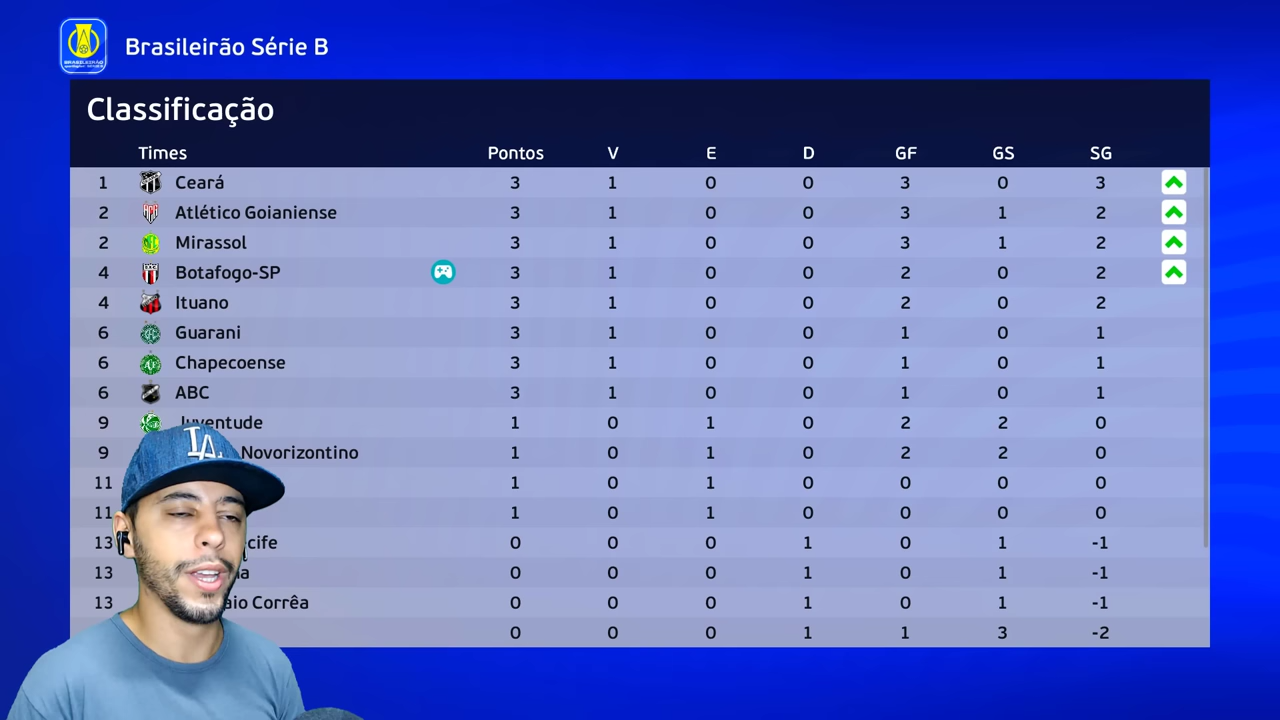 Brasileirão Série B
Classificação
Times Pontos V E D GF GS SG
1 Ceará 3 1 0 0 3 0 3
2 Atlético Goianiense 3 1 0 0 3 1 2
2 Mirassol 3 1 0 0 3 1 2
4 Botafogo-SP 3 1 0 0 2 0 2
4 Ituano 3 1 0 0 2 0 2
6 Guarani 3 1 0 0 1 0 1
6 Chapecoense 3 1 0 0 1 0 1
6 ABC 3 1 0 0 1 0 1
9 Juventude 1 0 1 0 2 2 0
9 Novorizontino 1 0 1 0 2 2 0
11 1 0 1 0 0 0 0
11 1 0 1 0 0 0 0
13 cife 0 0 0 1 0 1 -1
13 a 0 0 0 1 0 1 -1
13 aio Corrêa 0 0 0 1 0 1 -1
0 0 0 1 1 3 -2
LA